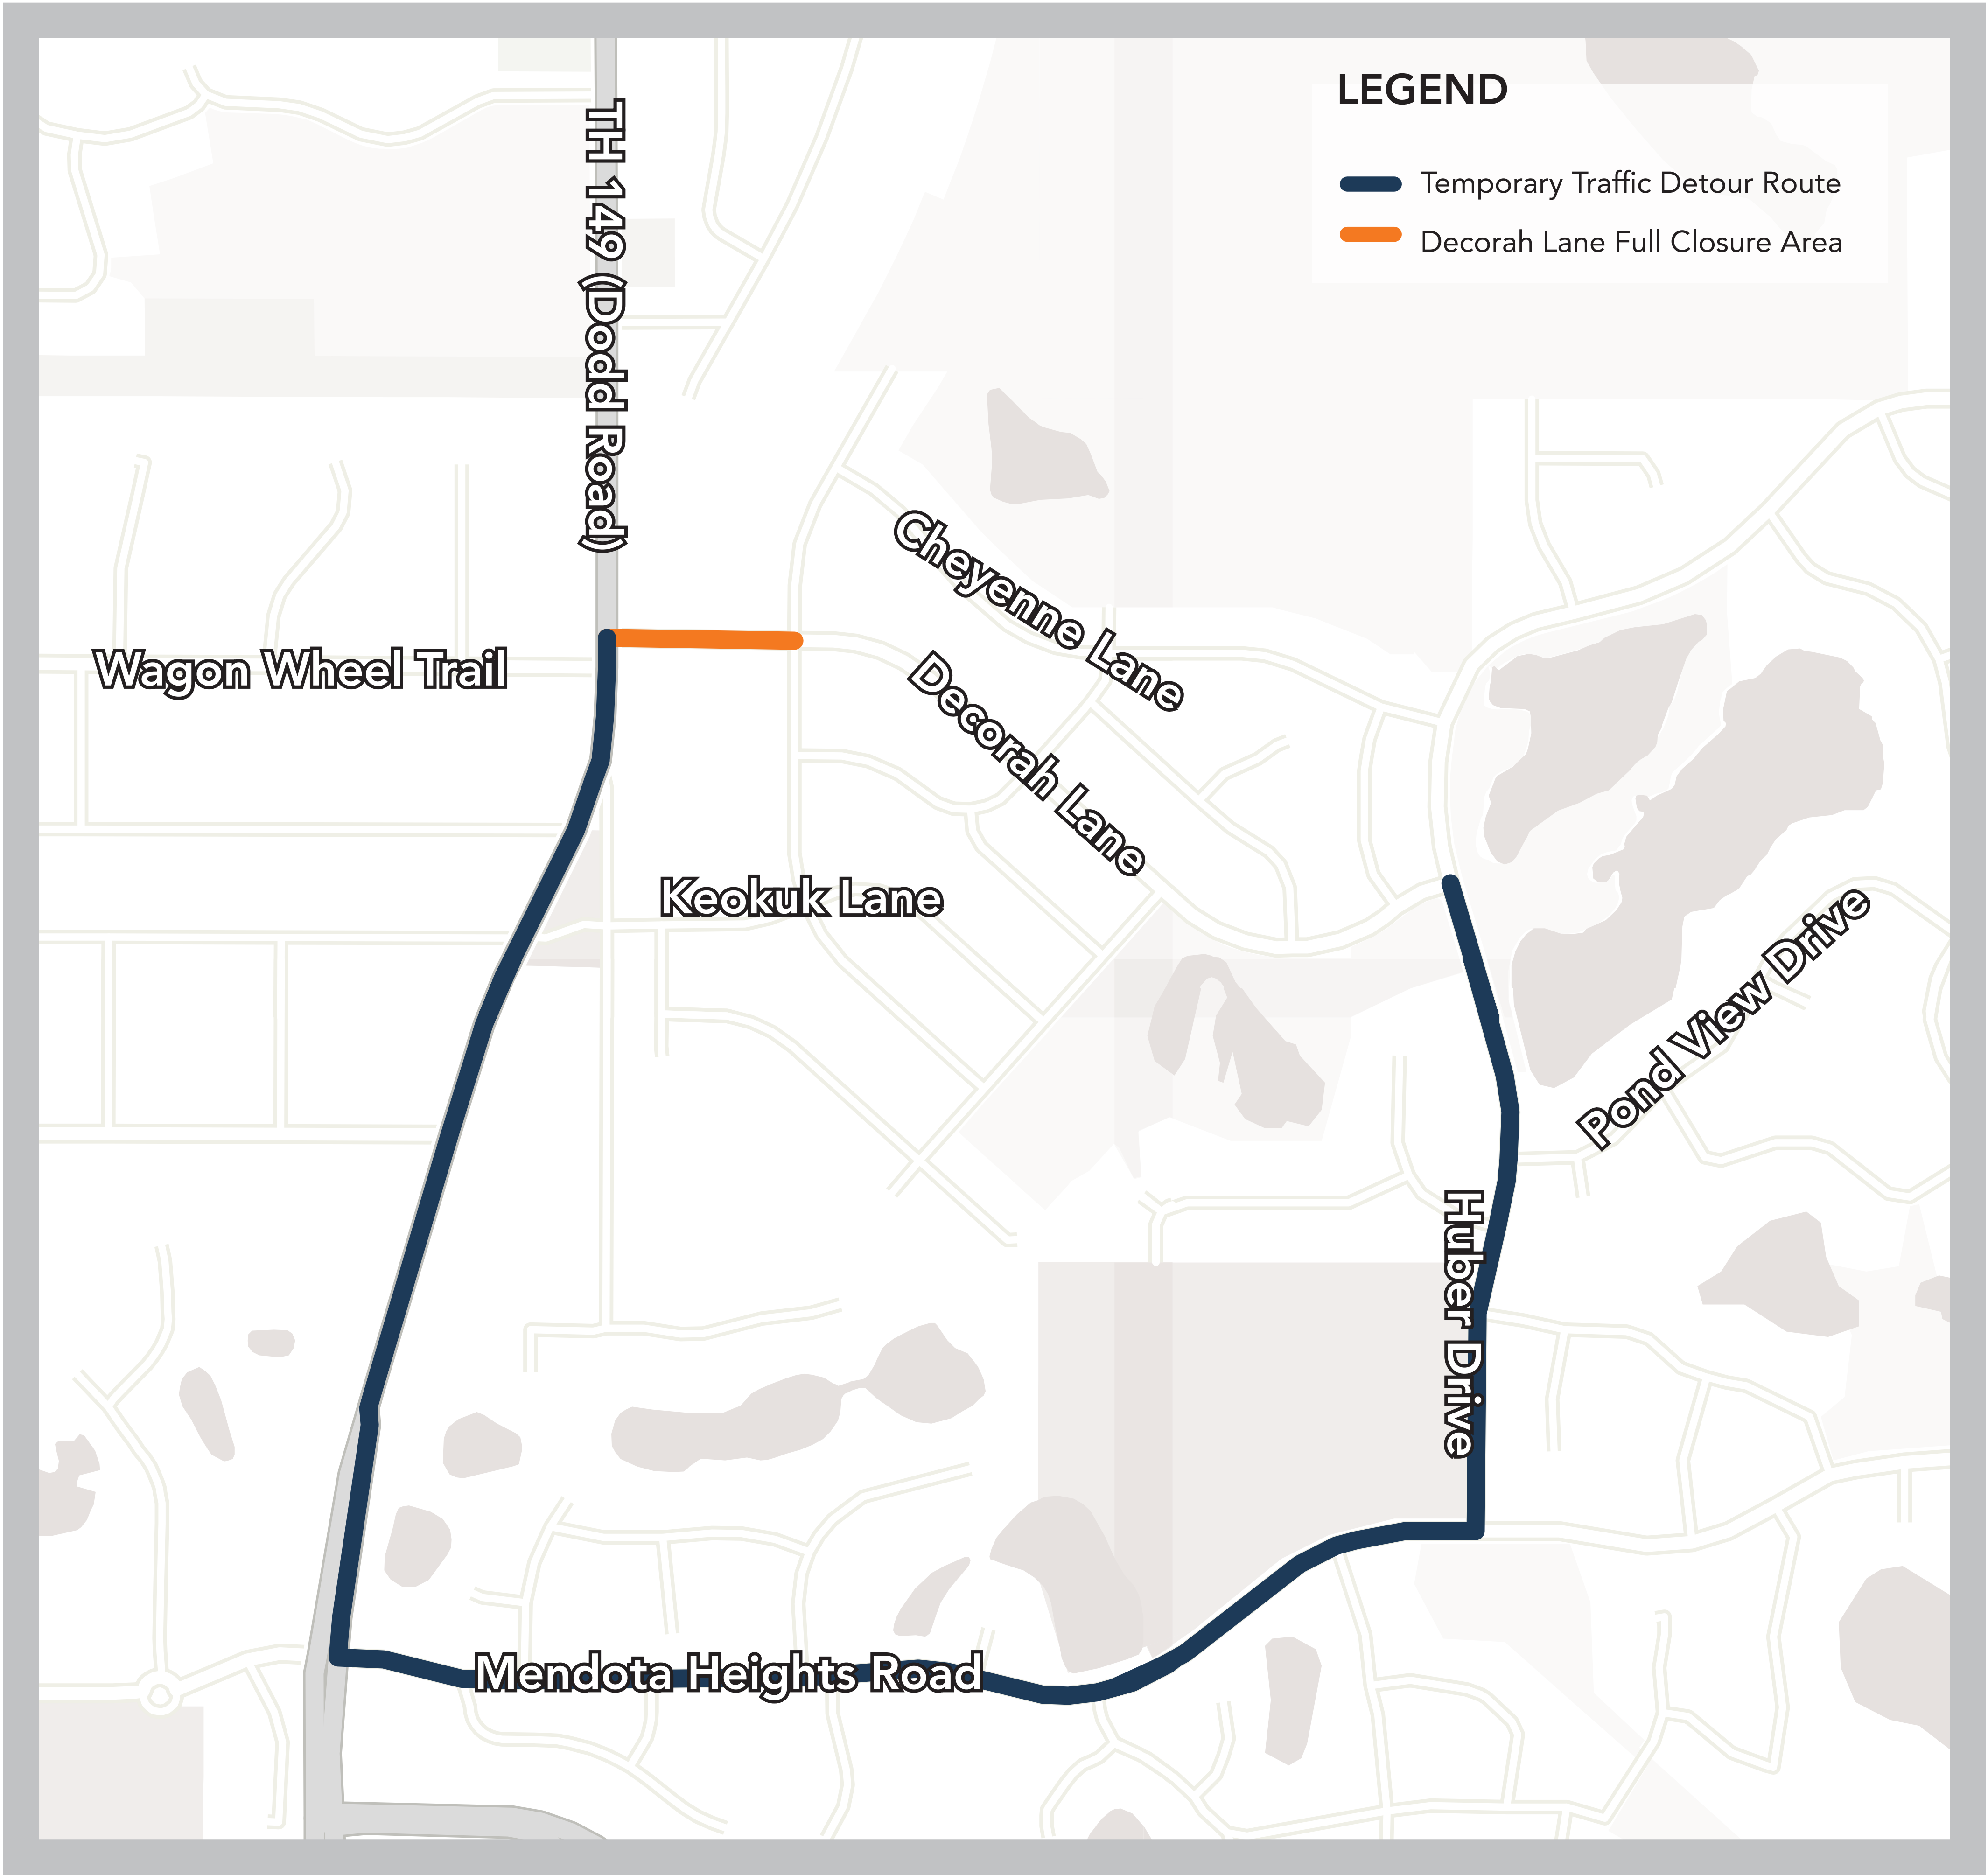 LEGEND
Temporary Traffic Detour Route
Decorah Lane Full Closure Area
TH 149 (Dodd Road)
Cheyenne Lane
Wagon Wheel Trail
Decorah Lane
Keokuk Lane
Pond View Drive
Huber Drive
Mendota Heights Road